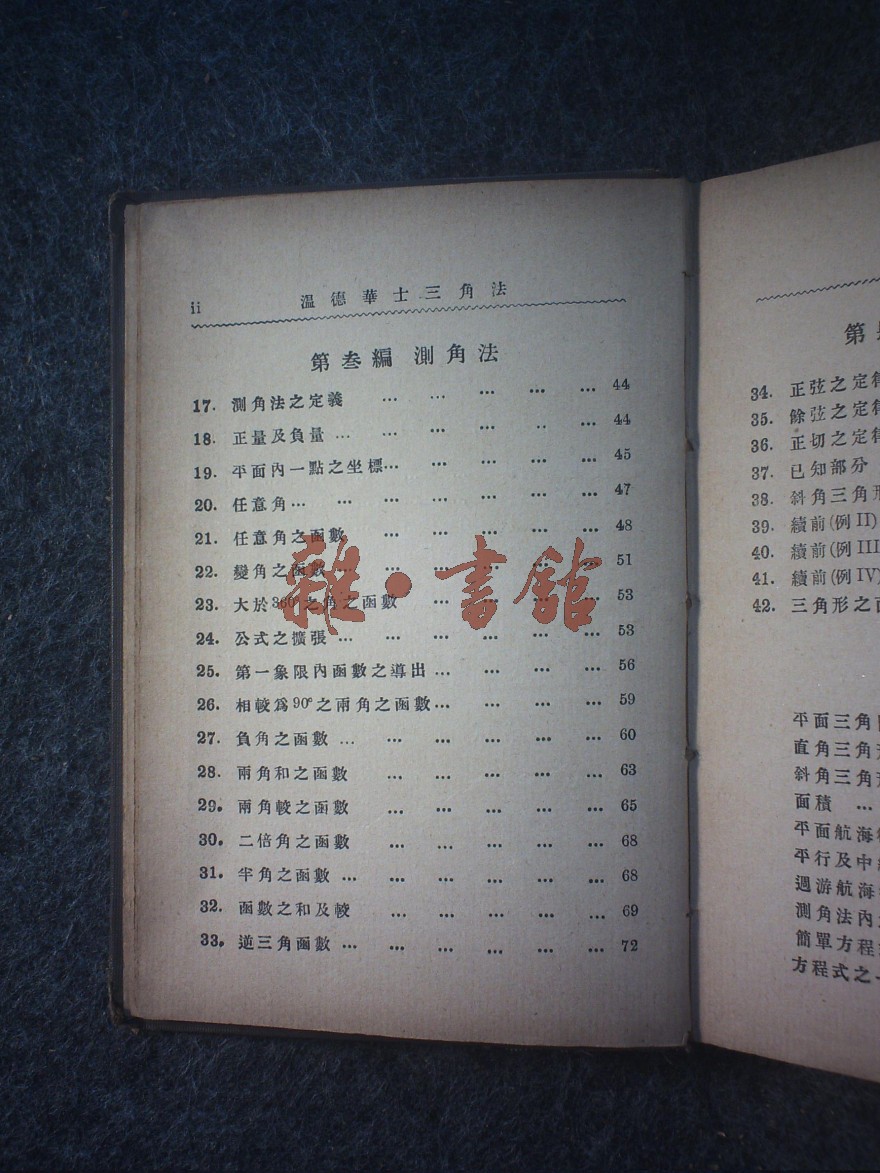 ii 溫德華士三角法
第叁編 測角法
17. 測角法之定義 ... ... ... ... ... 44
18. 正量及負量 ... ... ... ... ... 44
19. 平面內一點之坐標... ... ... ... ... 45
20. 任意角... ... ... ... ... ... 47
21. 任意角之函數 ... ... ... ... ... 48
22. 變角之函數 ... ... ... ... ... 51
23. 大於360°之角之函數 ... ... ... ... 53
24. 公式之擴張 ... ... ... ... ... 53
25. 第一象限內函數之導出 ... ... ... ... 56
26. 相較爲90°之兩角之函數... ... ... ... 59
27. 負角之函數 ... ... ... ... ... ... 60
28. 兩角和之函數 ... ... ... ... ... 63
29. 兩角較之函數 ... ... ... ... ... 65
30. 二倍角之函數 ... ... ... ... ... 68
31. 半角之函數 ... ... ... ... ... ... 68
32. 函數之和及較 ... ... ... ... ... 69
33. 逆三角函數 ... ... ... ... ... ... 72
雜·書館
第
34. 正弦之定
35. 餘弦之定
36. 正切之定
37. 已知部分
38. 斜角三角形
39. 續前(例II)
40. 續前(例III
41. 續前(例IV)
42. 三角形之面
平面三角
直角三角形
斜角三角形
面積 ...
平面航海
平行及中
週游航海
測角法內
簡單方程
方程式之